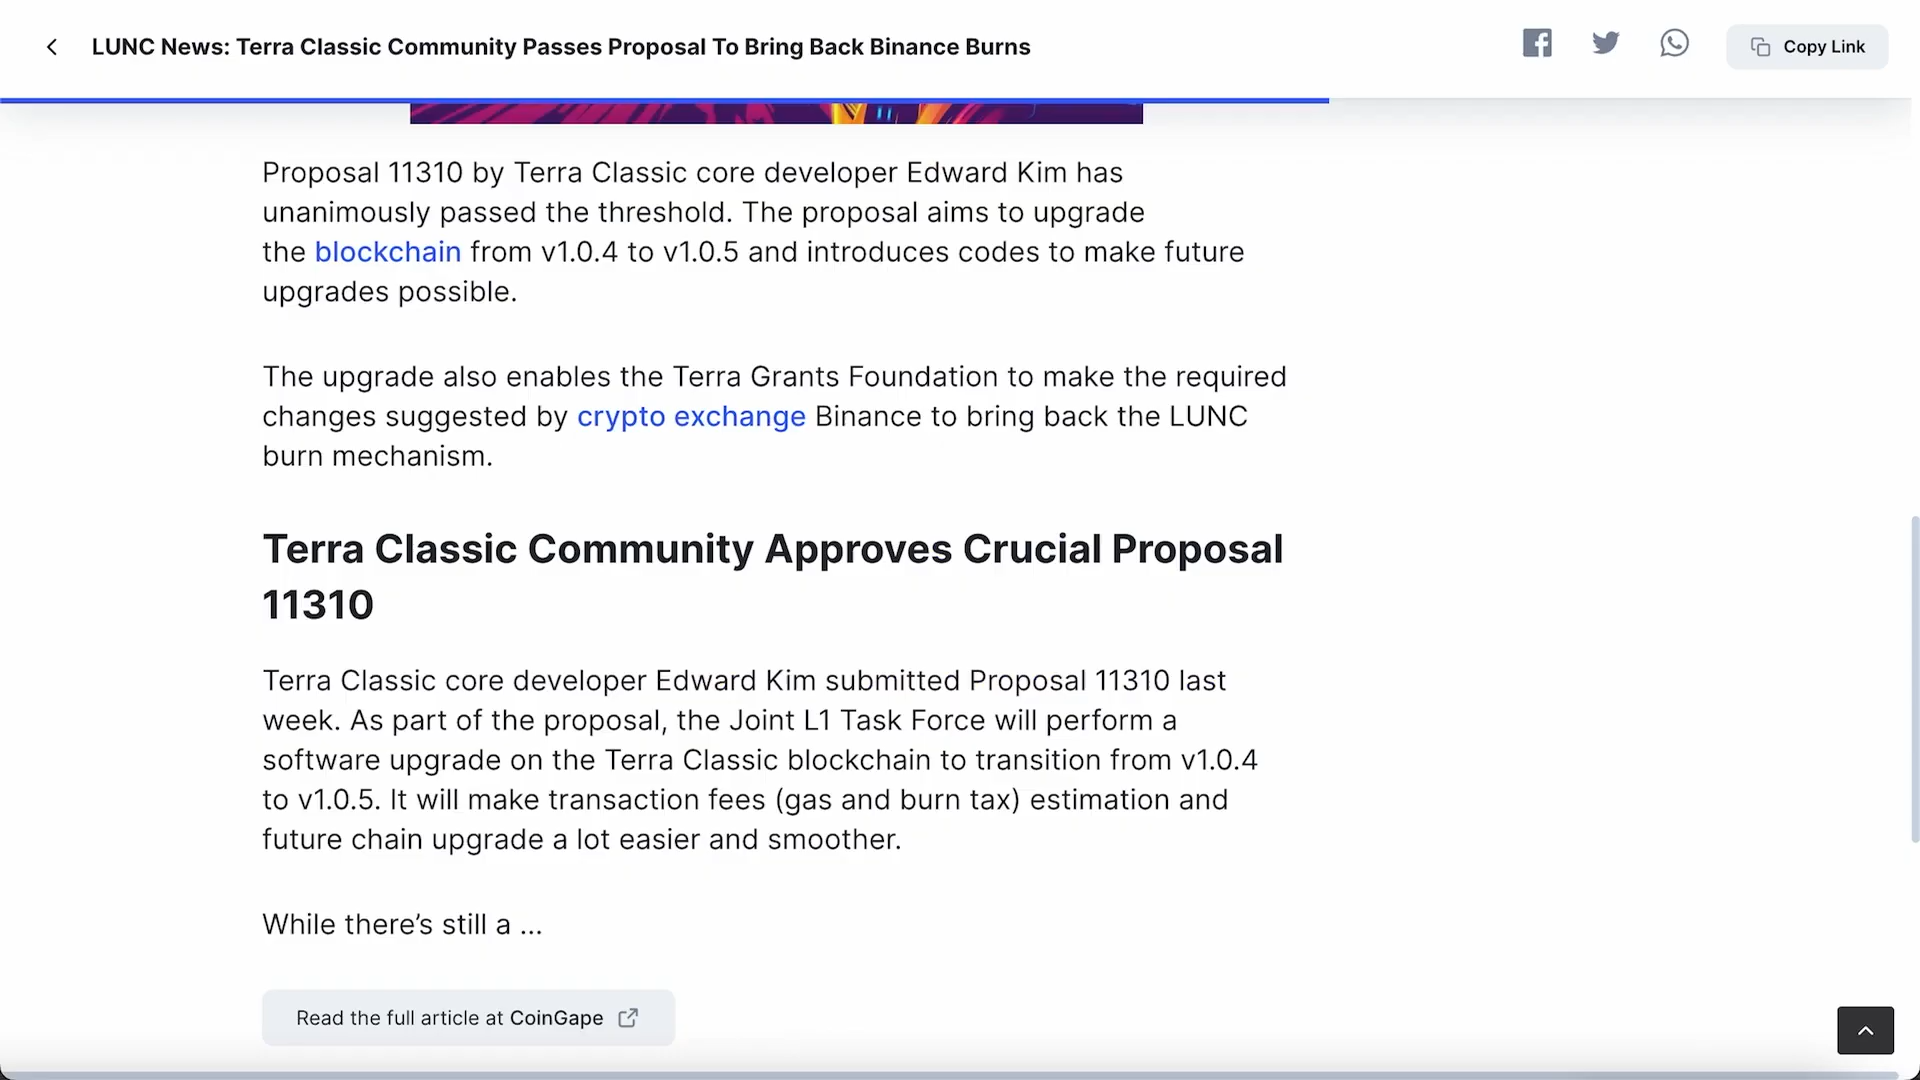 LUNC News: Terra Classic Community Passes Proposal To Bring Back Binance Burns
Copy Link
Proposal 11310 by Terra Classic core developer Edward Kim has
unanimously passed the threshold. The proposal aims to upgrade
the blockchain from v1.0.4 to v1.0.5 and introduces codes to make future
upgrades possible.
The upgrade also enables the Terra Grants Foundation to make the required
changes suggested by crypto exchange Binance to bring back the LUNC
burn mechanism.
Terra Classic Community Approves Crucial Proposal
11310
Terra Classic core developer Edward Kim submitted Proposal 11310 last
week. As part of the proposal, the Joint L1 Task Force will perform a
software upgrade on the Terra Classic blockchain to transition from v1.0.4
to v1.0.5. It will make transaction fees (gas and burn tax) estimation and
future chain upgrade a lot easier and smoother.
While there’s still a ...
Read the full article at CoinGape